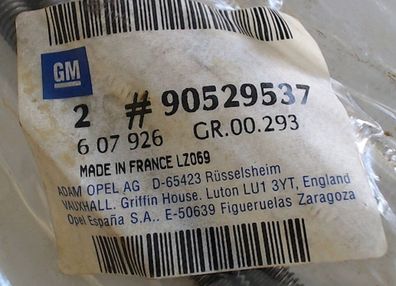 GM
2 # 90529537
6 07 926 GR.00.293
MADE IN FRANCE LZ069
ADAM OPEL AG D-65423 Rüsselsheim
VAUXHALL. Griffin House. Luton LU1 3YT, England
Opel España S.A.. E-50639 Figueruelas Zaragoza